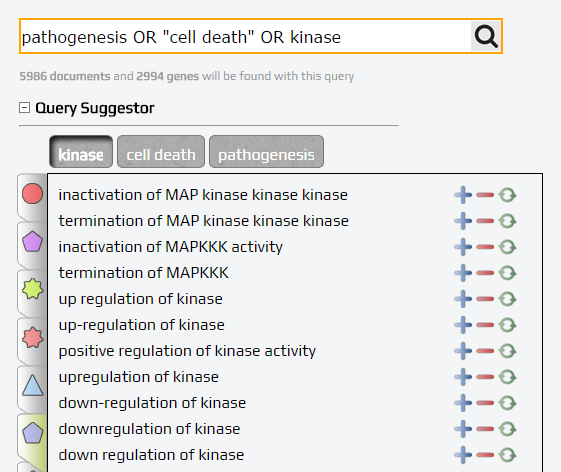 pathogenesis OR "cell death" OR kinase
5986 documents and 2994 genes will be found with this query
Query Suggestor
kinase cell death pathogenesis
inactivation of MAP kinase kinase kinase
termination of MAP kinase kinase kinase
inactivation of MAPKKK activity
termination of MAPKKK
up regulation of kinase
up-regulation of kinase
positive regulation of kinase activity
upregulation of kinase
down-regulation of kinase
downregulation of kinase
down regulation of kinase